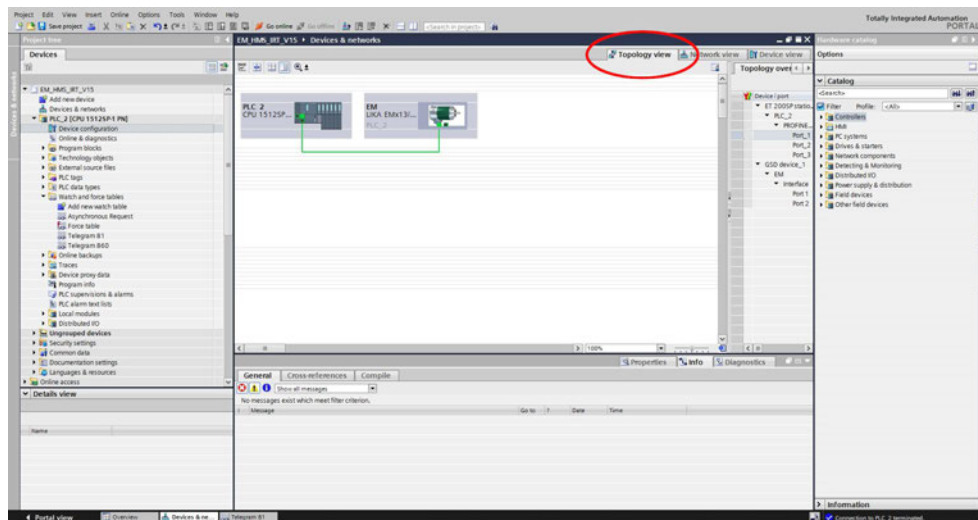 Project Edit View Insert Online Options Tools Window Help
Totally Integrated Automation
PORTAL
Save project
Go online
Go offline
<Search in project>
Project tree
EM_HMS_IRT_V15 ▸ Devices & networks
Hardware catalog
Devices
Topology view
Network view
Device view
Options
Topology over
EM_HMS_IRT_V15
Add new device
Devices & networks
PLC_2 [CPU 1512SP-1 PN]
Device configuration
Online & diagnostics
Program blocks
Technology objects
External source files
PLC tags
PLC data types
Watch and force tables
Add new watch table
Asynchronous Request
Force table
Telegram 81
Telegram 860
Online backups
Traces
Device proxy data
Program info
PLC supervisions & alarms
PLC alarm text lists
Local modules
Distributed I/O
Ungrouped devices
Security settings
Common data
Documentation settings
Languages & resources
Online access
Details view
Name
PLC_2
CPU 1512SP...
EM
LIKA EMx13/...
PLC_2
100%
Device / port
ET 200SP statio...
PLC_2
PROFINE...
Port_1
Port_2
Port_3
GSD device_1
EM
Interface
Port 1
Port 2
Catalog
<Search>
Filter Profile: <All>
Controllers
HMI
PC systems
Drives & starters
Network components
Detecting & Monitoring
Distributed I/O
Power supply & distribution
Field devices
Other field devices
Information
Properties
Info
Diagnostics
General
Cross-references
Compile
Show all messages
No messages exist which meet filter criterion.
! Message Go to ? Date Time
Portal view
Overview
Devices & ne...
Telegram 81
Connection to PLC_2 terminated.